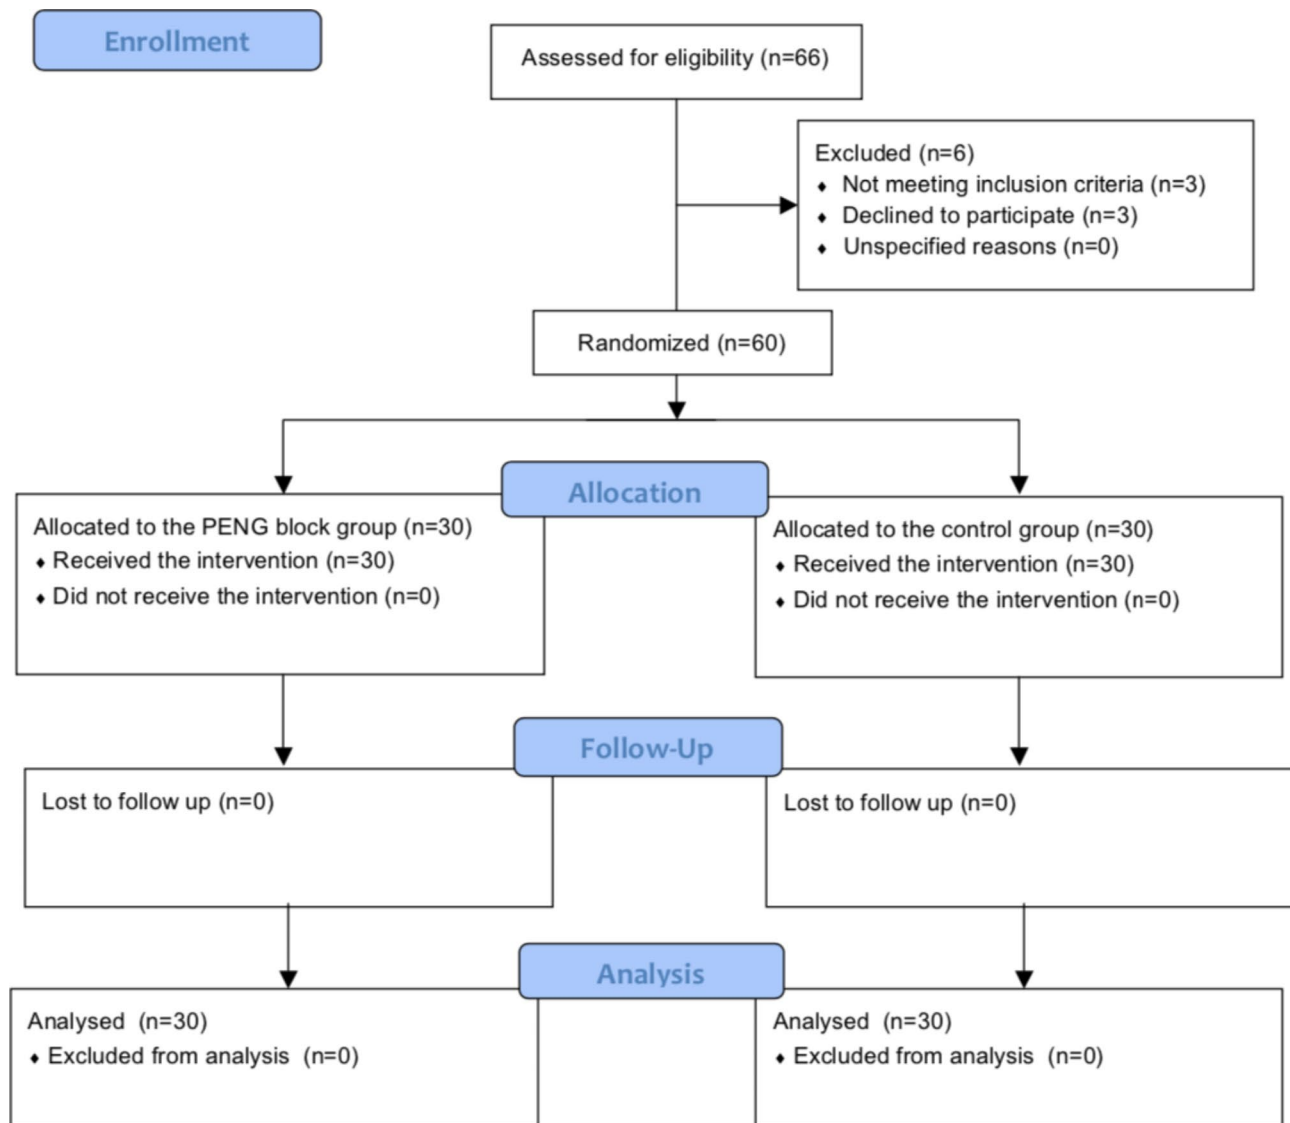 Enrollment
Assessed for eligibility (n=66)
Excluded (n=6)
♦ Not meeting inclusion criteria (n=3)
♦ Declined to participate (n=3)
♦ Unspecified reasons (n=0)
Randomized (n=60)
Allocation
Allocated to the PENG block group (n=30)
♦ Received the intervention (n=30)
♦ Did not receive the intervention (n=0)
Allocated to the control group (n=30)
♦ Received the intervention (n=30)
♦ Did not receive the intervention (n=0)
Follow-Up
Lost to follow up (n=0)
Lost to follow up (n=0)
Analysis
Analysed (n=30)
♦ Excluded from analysis (n=0)
Analysed (n=30)
♦ Excluded from analysis (n=0)